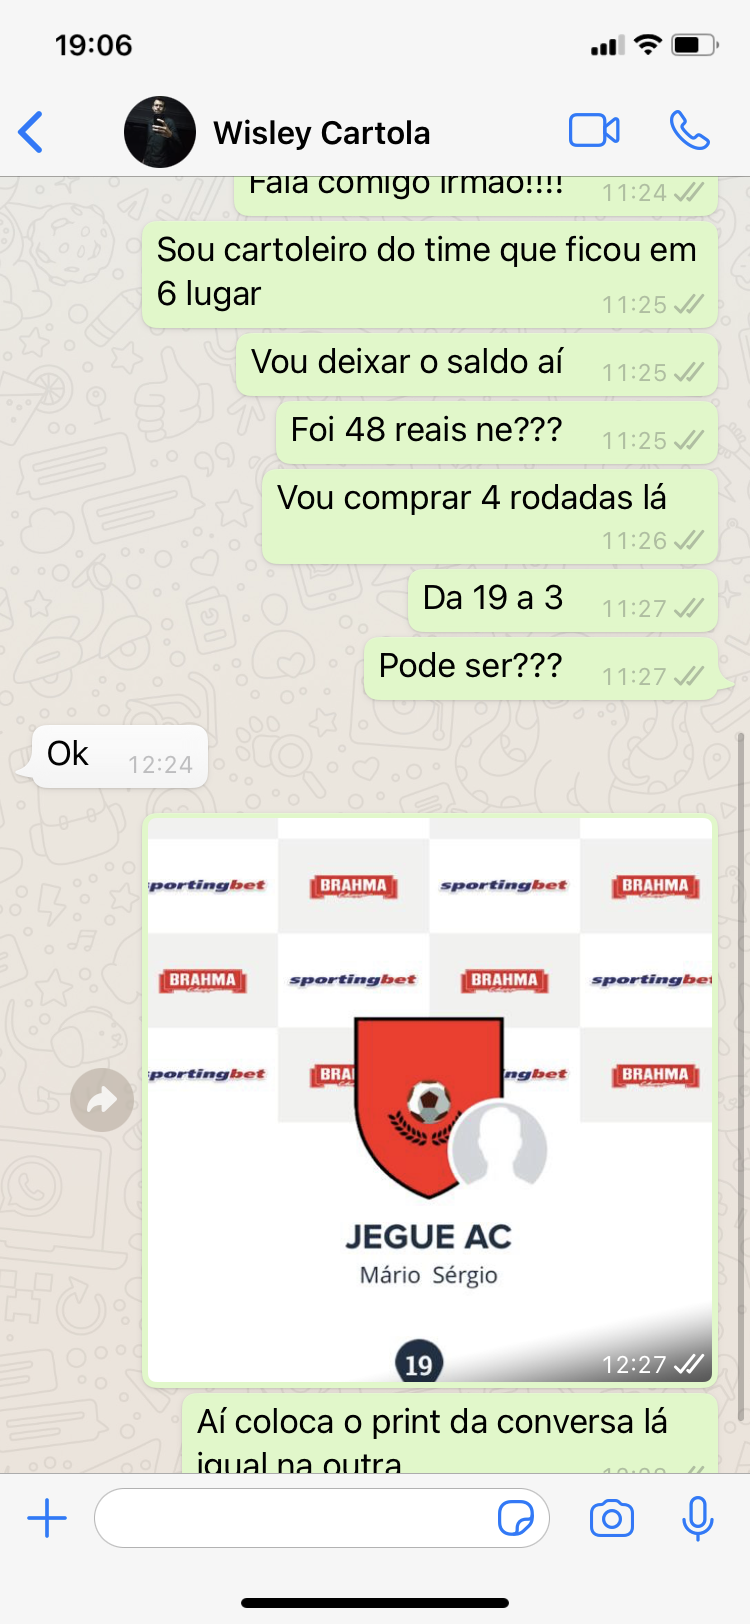 19:06
Wisley Cartola
Fala comigo irmão!!!! 11:24
Sou cartoleiro do time que ficou em
6 lugar 11:25
Vou deixar o saldo aí 11:25
Foi 48 reais ne??? 11:25
Vou comprar 4 rodadas lá
11:26
Da 19 a 3 11:27
Pode ser??? 11:27
Ok 12:24
sportingbet BRAHMA sportingbet BRAHMA
BRAHMA sportingbet BRAHMA sportingbet
portingbet BRA ngbet BRAHMA
JEGUE AC
Mário Sérgio
19 12:27
Aí coloca o print da conversa lá
igual na outra